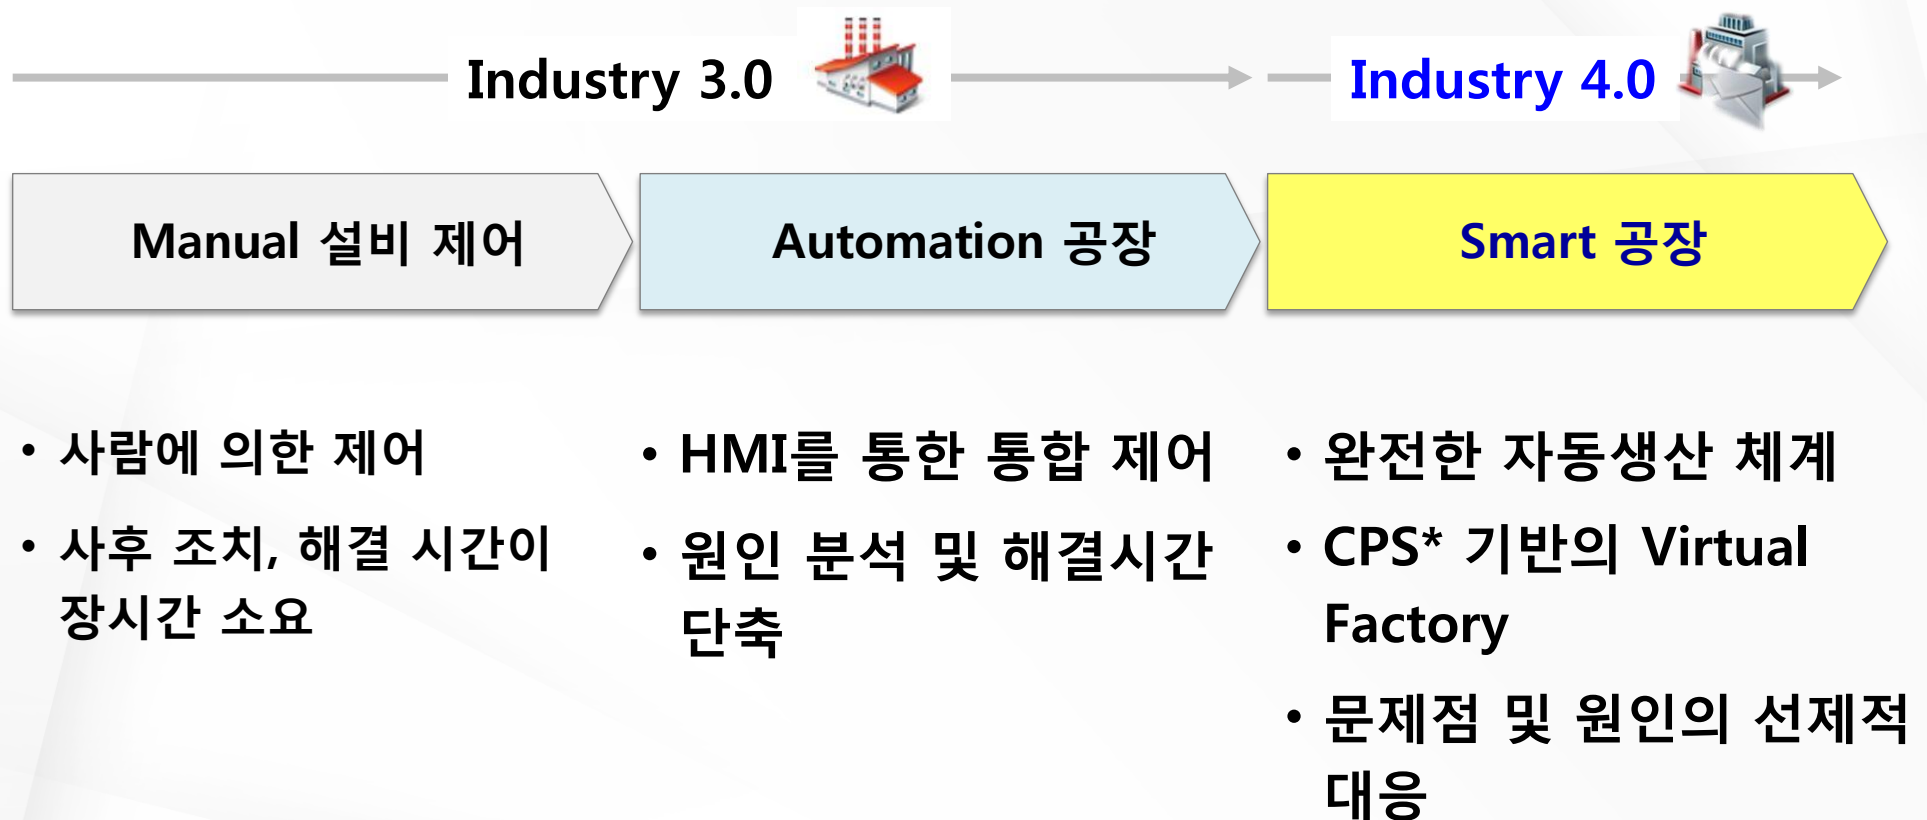 Industry 3.0
Industry 4.0
Manual 설비 제어
Automation 공장
Smart 공장
• 사람에 의한 제어
• 사후 조치, 해결 시간이
장시간 소요
• HMI를 통한 통합 제어
• 원인 분석 및 해결시간
단축
• 완전한 자동생산 체계
• CPS* 기반의 Virtual
Factory
• 문제점 및 원인의 선제적
대응